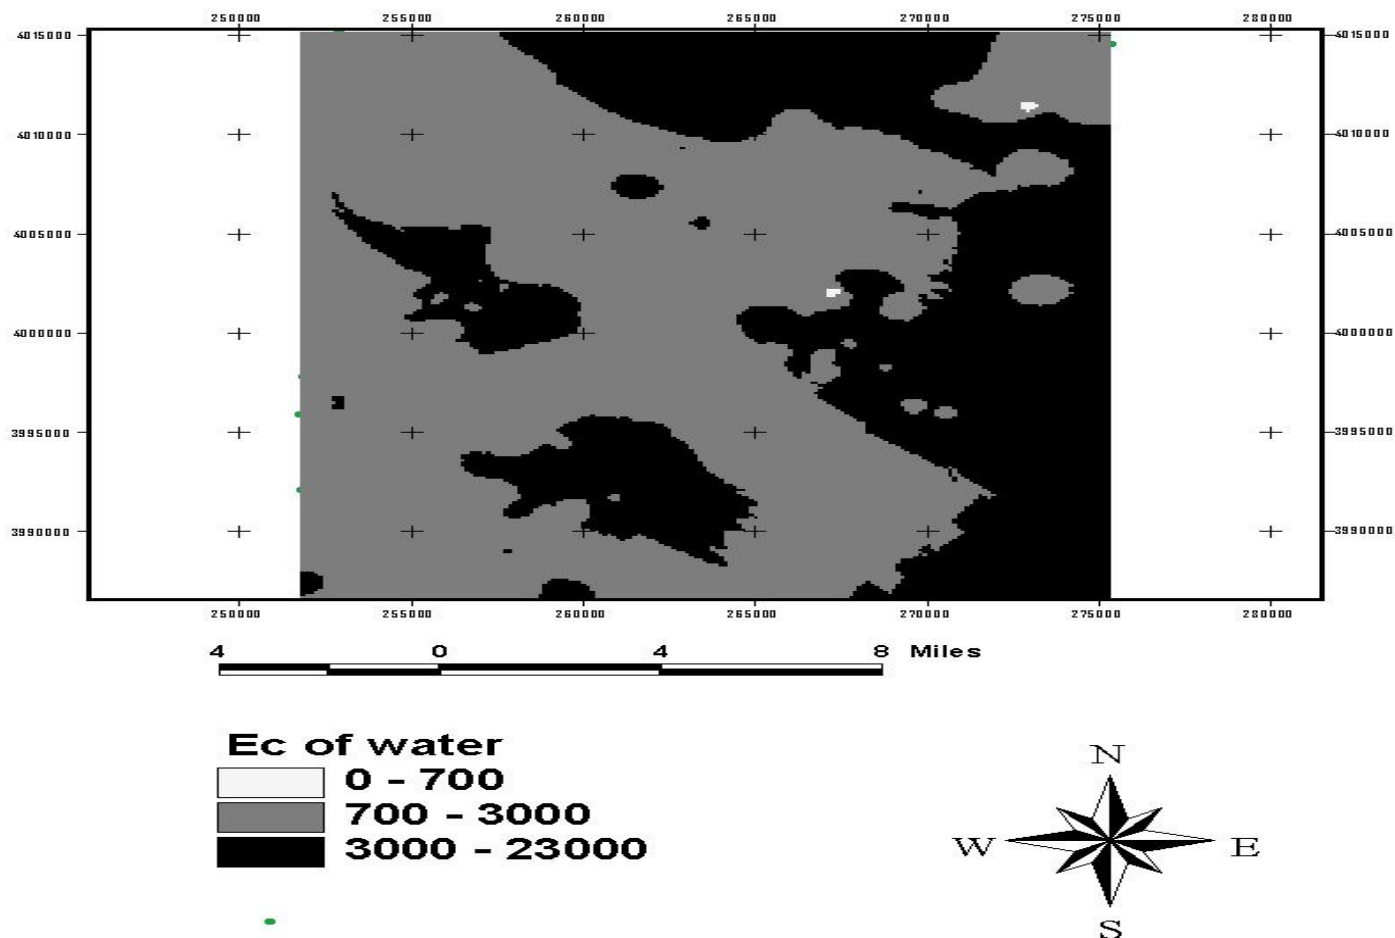 250000 255000 260000 265000 270000 275000 280000
4015000 4015000
4010000 4010000
4005000 4005000
4000000 4000000
3995000 3995000
3990000 3990000
250000 255000 260000 265000 270000 275000 280000
4 0 4 8 Miles
Ec of water
0 - 700
700 - 3000
3000 - 23000
N
W E
S